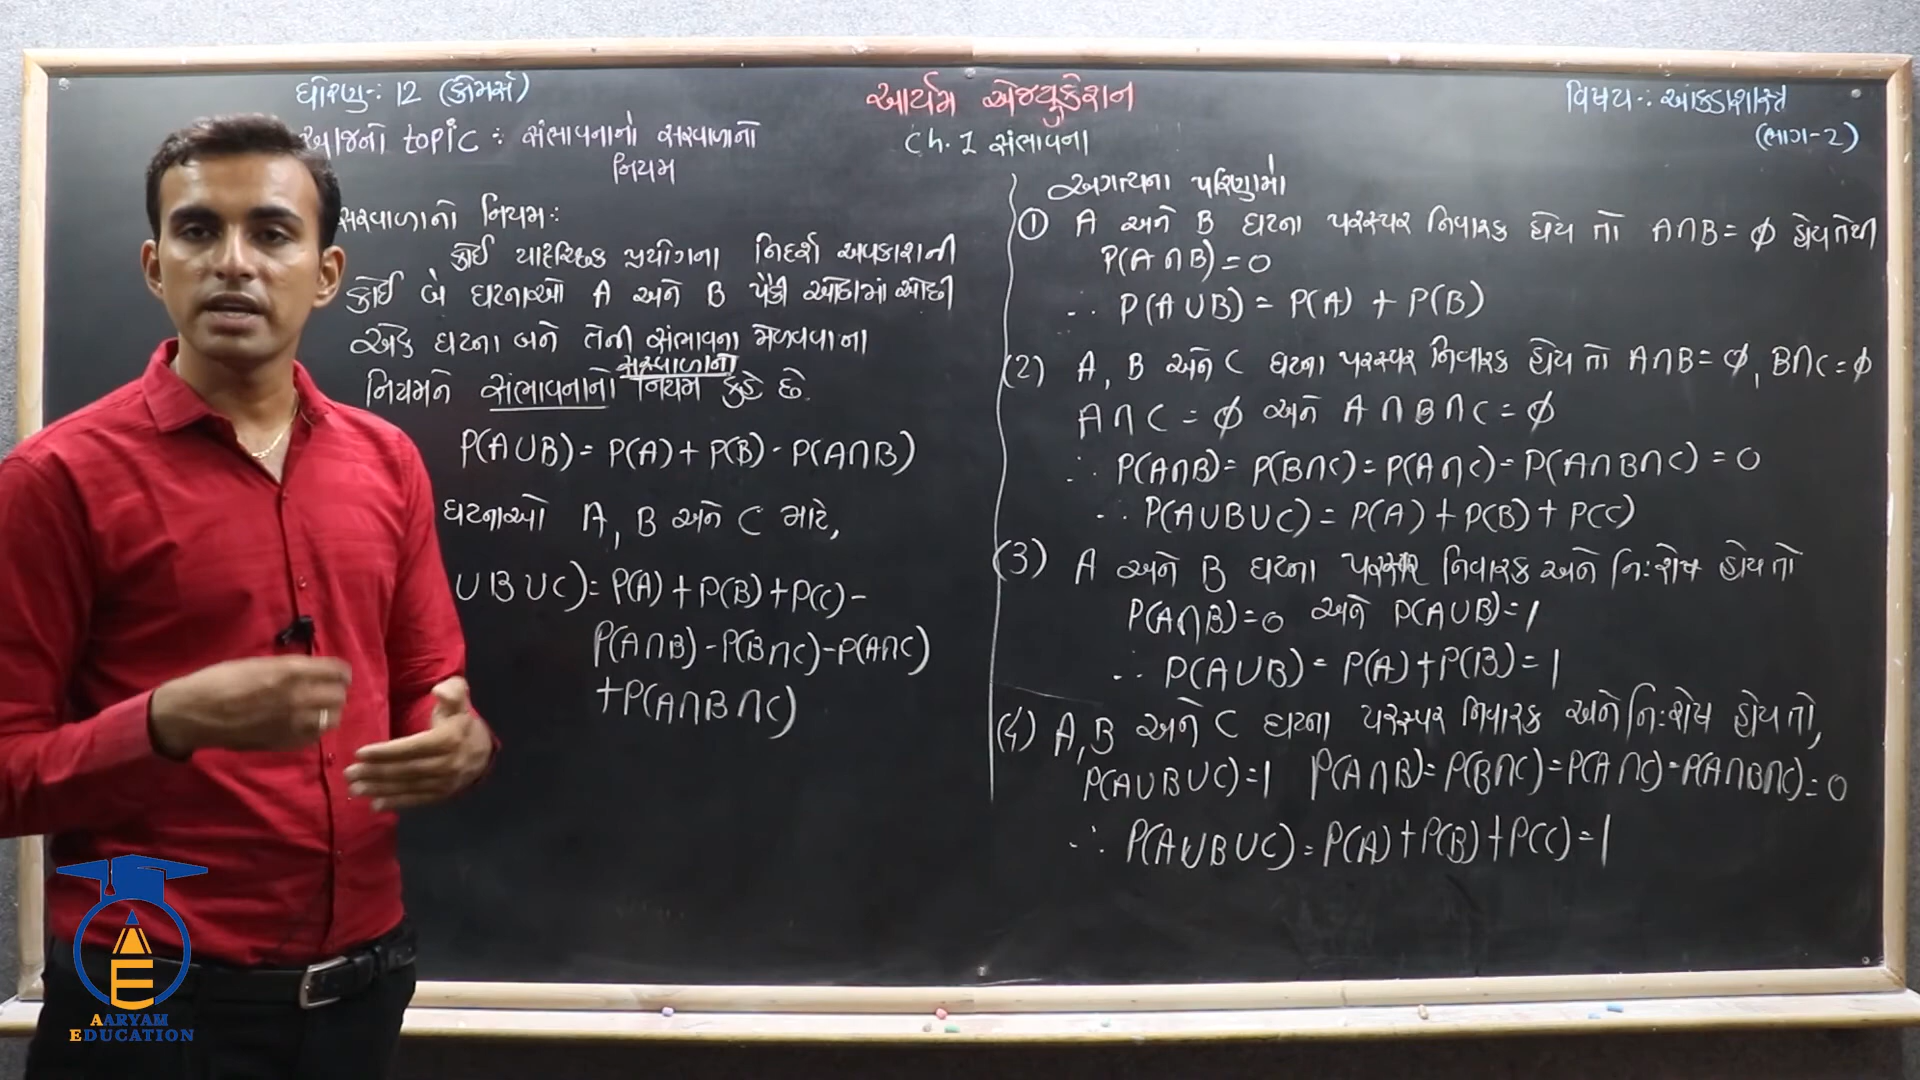 ધોરણ-: 12 (કોમર્સ)
આર્યમ એજ્યુકેશન
વિષય-: આંકડાશાસ્ત્ર
(ભાગ-2)
આજનો topic : સંભાવનાનો સરવાળાનો
નિયમ
Ch. 1 સંભાવના
સરવાળાનો નિયમ:
કોઈ યાદૃચ્છિક પ્રયોગના નિદર્શ અવકાશની
કોઈ બે ઘટનાઓ A અને B પૈકી ઓછામાં ઓછી
એક ઘટના બને તેની સંભાવના મેળવવાના
સરવાળાનો
નિયમને સંભાવનાનો નિયમ કહે છે.
P(A∪B) = P(A) + P(B) - P(A∩B)
ઘટનાઓ A, B અને C માટે,
∪B∪C) = P(A) + P(B) + P(C) -
P(A∩B) - P(B∩C) - P(A∩C)
+ P(A∩B∩C)
અગત્યના પરિણામો
① A અને B ઘટના પરસ્પર નિવારક હોય તો A∩B = ϕ હોય તેથી
P(A∩B) = 0
∴ P(A∪B) = P(A) + P(B)
(2) A, B અને C ઘટના પરસ્પર નિવારક હોય તો A∩B = ϕ, B∩C = ϕ
A∩C = ϕ અને A∩B∩C = ϕ
∴ P(A∩B) = P(B∩C) = P(A∩C) = P(A∩B∩C) = 0
∴ P(A∪B∪C) = P(A) + P(B) + P(C)
(3) A અને B ઘટના પરસ્પર નિવારક અને નિ:શેષ હોય તો
P(A∩B) = 0 અને P(A∪B) = 1
∴ P(A∪B) = P(A) + P(B) = 1
(4) A, B અને C ઘટના પરસ્પર નિવારક અને નિ:શેષ હોય તો,
P(A∪B∪C) = 1 P(A∩B) = P(B∩C) = P(A∩C) = P(A∩B∩C) = 0
∴ P(A∪B∪C) = P(A) + P(B) + P(C) = 1
AARYAM
EDUCATION